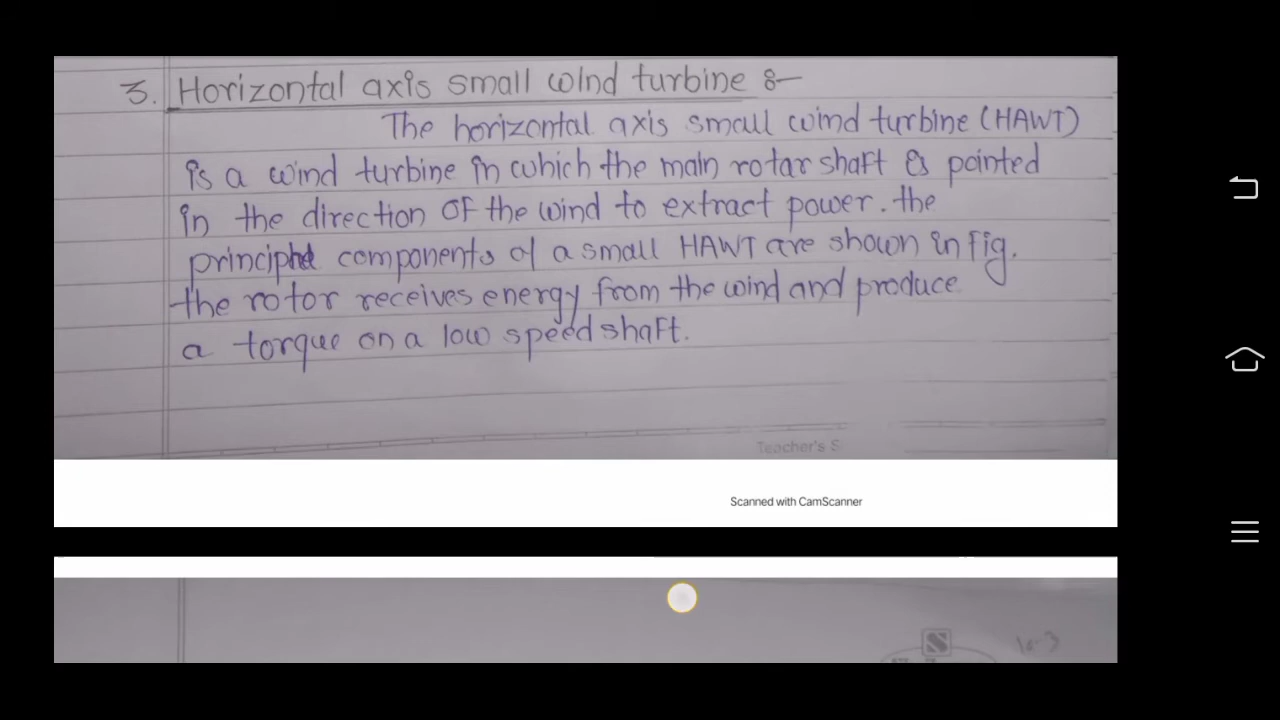 3. Horizontal axis small wind turbine :-
The horizontal axis small wind turbine (HAWT)
is a wind turbine in which the main rotar shaft is pointed
in the direction of the wind to extract power. the
components of a small HAWT are shown in fig.
the rotor receives energy from the wind and produce
a torque on a low speed shaft.
Teacher's S
Scanned with CamScanner
10-3